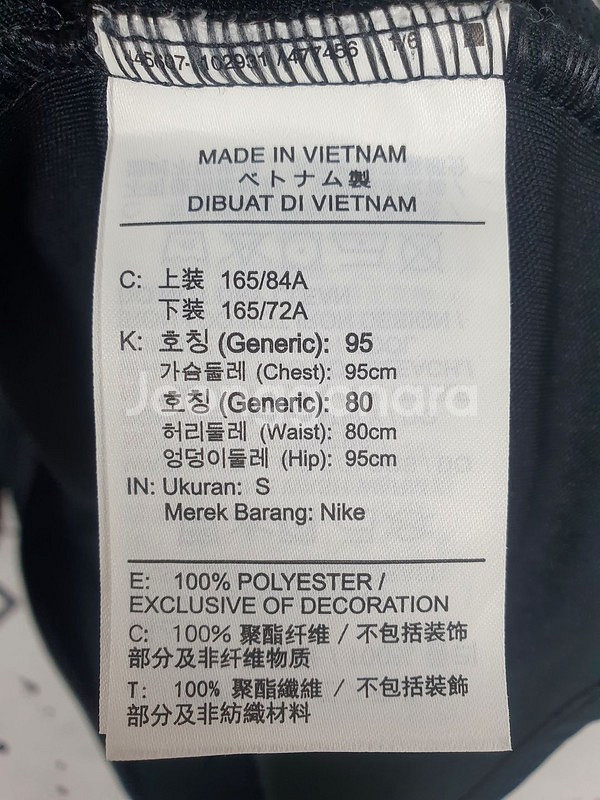 102931 / 477456 1/6
MADE IN VIETNAM
ベトナム製
DIBUAT DI VIETNAM
C: 上装 165/84A
下装 165/72A
K: 호칭 (Generic): 95
가슴둘레 (Chest): 95cm
호칭 (Generic): 80
허리둘레 (Waist): 80cm
엉덩이둘레 (Hip): 95cm
IN: Ukuran: S
Merek Barang: Nike
E: 100% POLYESTER /
EXCLUSIVE OF DECORATION
C: 100% 聚酯纤维 / 不包括装饰
部分及非纤维物质
T: 100% 聚酯纖維 / 不包括裝飾
部分及非紡織材料